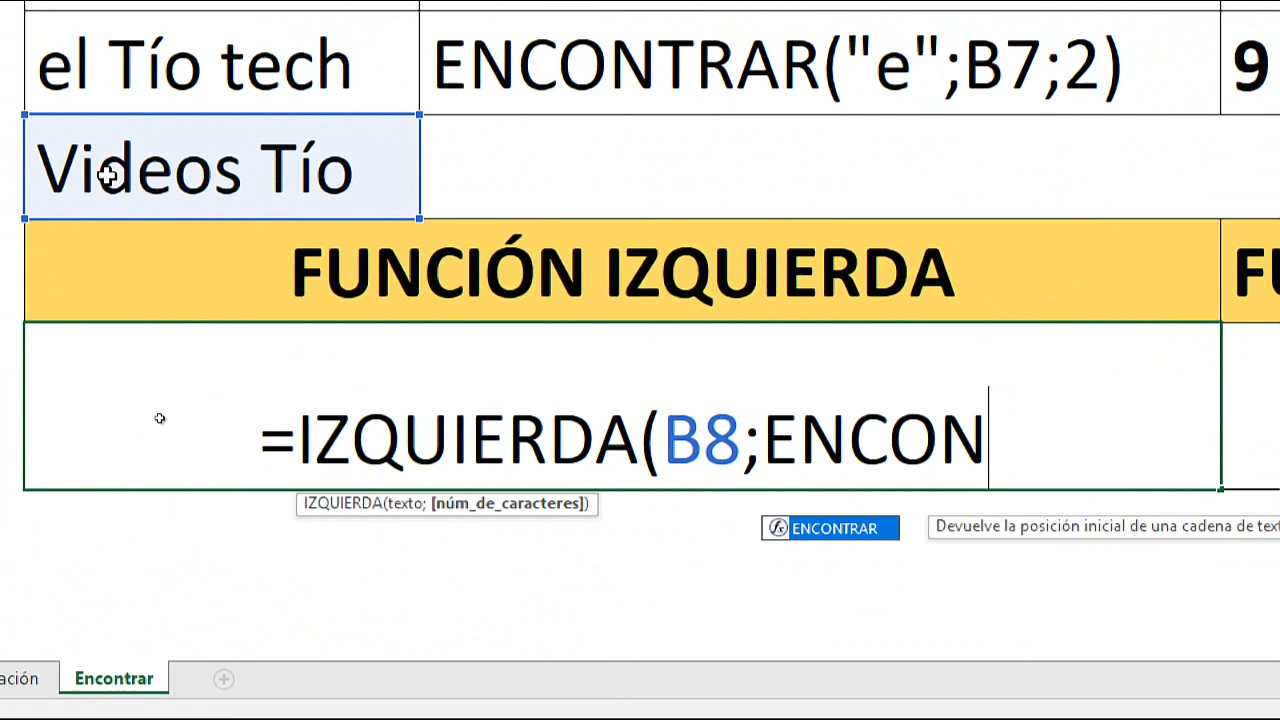 el Tío tech ENCONTRAR("e";B7;2) 9
Videos Tío
FUNCIÓN IZQUIERDA FU
=IZQUIERDA(B8;ENCON
IZQUIERDA(texto; [núm_de_caracteres])
ENCONTRAR Devuelve la posición inicial de una cadena de tex
ación Encontrar